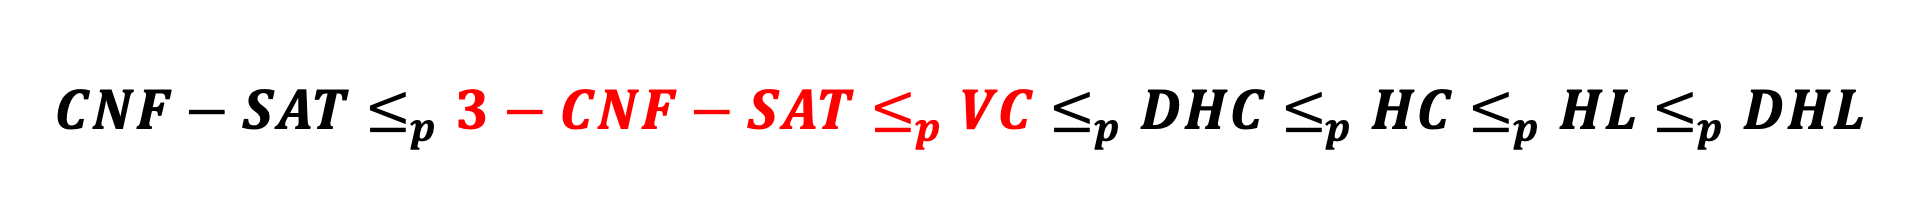 CNF − SAT ≤p 3 − CNF − SAT ≤p VC ≤p DHC ≤p HC ≤p HL ≤p DHL